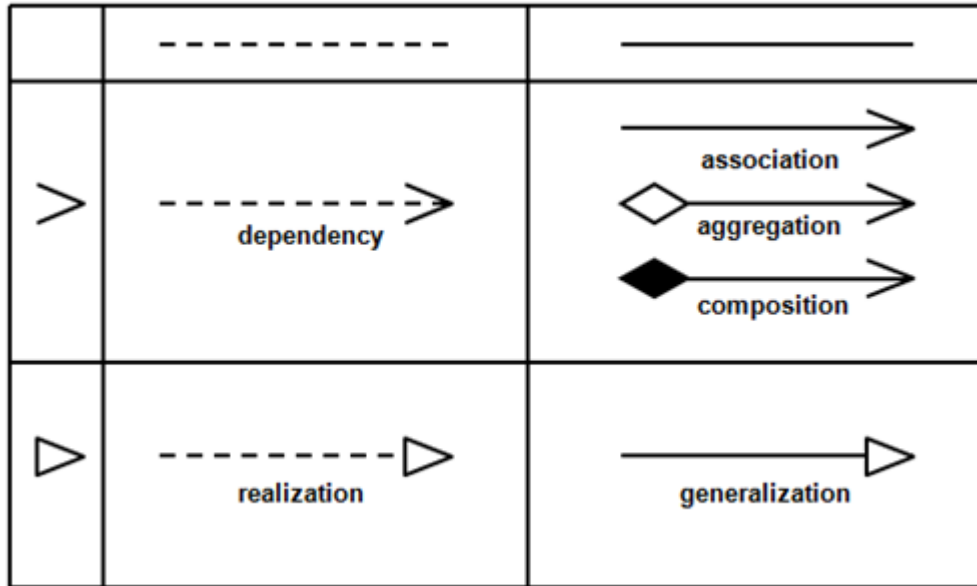 association
dependency
aggregation
composition
realization
generalization